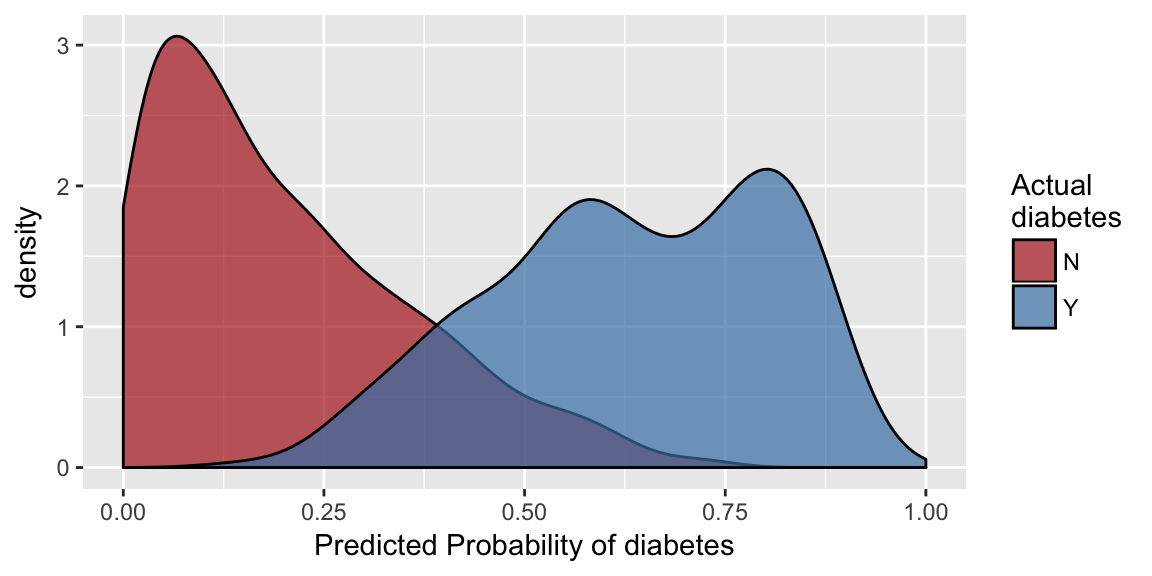 density
3
2
1
0
0.00
0.25
0.50
0.75
1.00
Predicted Probability of diabetes
Actual
diabetes
N
Y